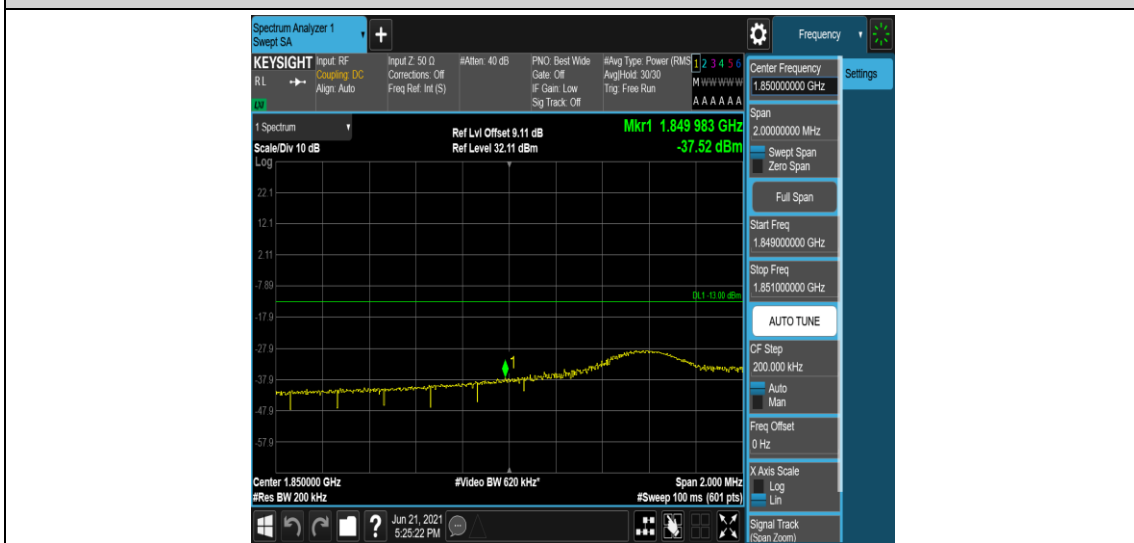 Spectrum Analyzer 1
Swept SA
+
Frequency
KEYSIGHT
RL
LXI
Input: RF
Coupling: DC
Align: Auto
Input Z: 50 Ω
Corrections: Off
Freq Ref: Int (S)
#Atten: 40 dB
PNO: Best Wide
Gate: Off
IF Gain: Low
Sig Track: Off
#Avg Type: Power (RMS
Avg|Hold: 30/30
Trig: Free Run
1 2 3 4 5 6
M W W W W W
A A A A A A
1 Spectrum
Scale/Div 10 dB
Log
Ref Lvl Offset 9.11 dB
Ref Level 32.11 dBm
Mkr1 1.849 983 GHz
-37.52 dBm
22.1
12.1
2.11
-7.89
DL1 -13.00 dBm
-17.9
-27.9
1
-37.9
-47.9
-57.9
Center 1.850000 GHz
#Res BW 200 kHz
#Video BW 620 kHz*
Span 2.000 MHz
#Sweep 100 ms (601 pts)
Center Frequency
1.850000000 GHz
Settings
Span
2.00000000 MHz
Swept Span
Zero Span
Full Span
Start Freq
1.849000000 GHz
Stop Freq
1.851000000 GHz
AUTO TUNE
CF Step
200.000 kHz
Auto
Man
Freq Offset
0 Hz
X Axis Scale
Log
Lin
Signal Track
(Span Zoom)
?
Jun 21, 2021
5:25:22 PM